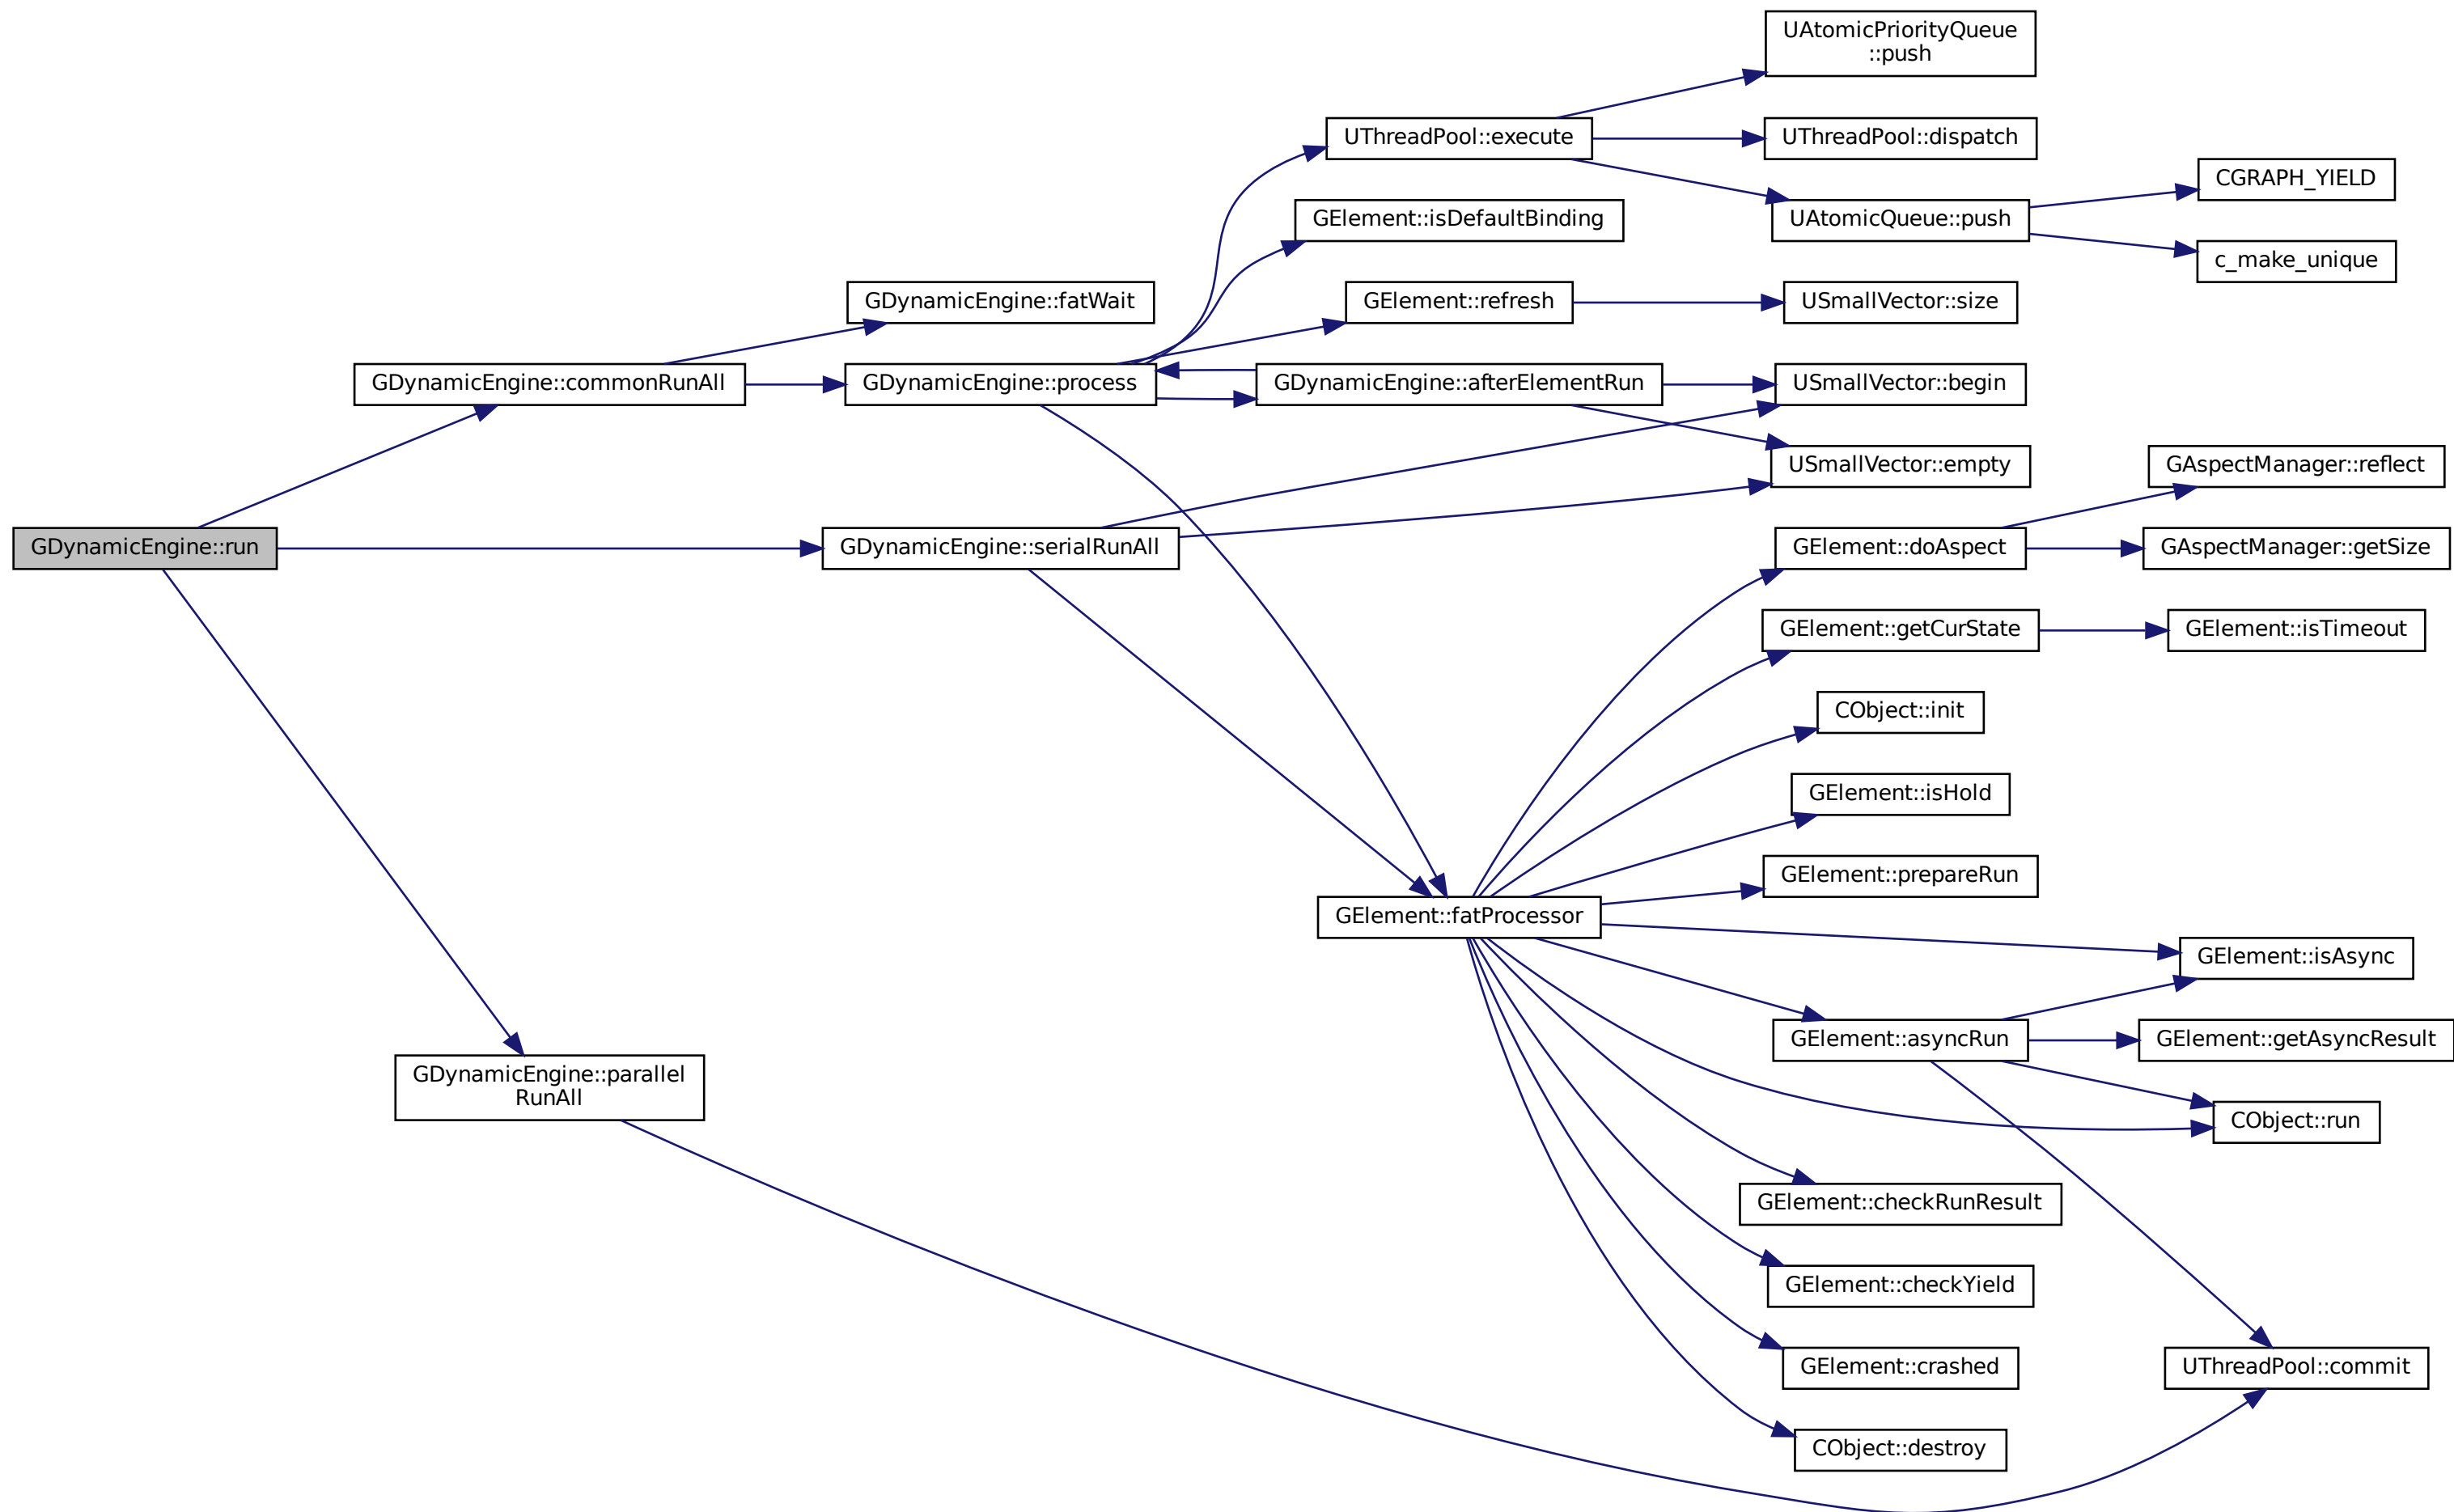 UAtomicPriorityQueue
::push
UThreadPool::execute
UThreadPool::dispatch
CGRAPH_YIELD
GElement::isDefaultBinding
UAtomicQueue::push
c_make_unique
GDynamicEngine::fatWait
GElement::refresh
USmallVector::size
GDynamicEngine::commonRunAll
GDynamicEngine::process
GDynamicEngine::afterElementRun
USmallVector::begin
USmallVector::empty
GAspectManager::reflect
GDynamicEngine::run
GDynamicEngine::serialRunAll
GElement::doAspect
GAspectManager::getSize
GElement::getCurState
GElement::isTimeout
CObject::init
GElement::isHold
GElement::prepareRun
GElement::fatProcessor
GElement::isAsync
GElement::asyncRun
GElement::getAsyncResult
GDynamicEngine::parallel
RunAll
CObject::run
GElement::checkRunResult
GElement::checkYield
GElement::crashed
UThreadPool::commit
CObject::destroy